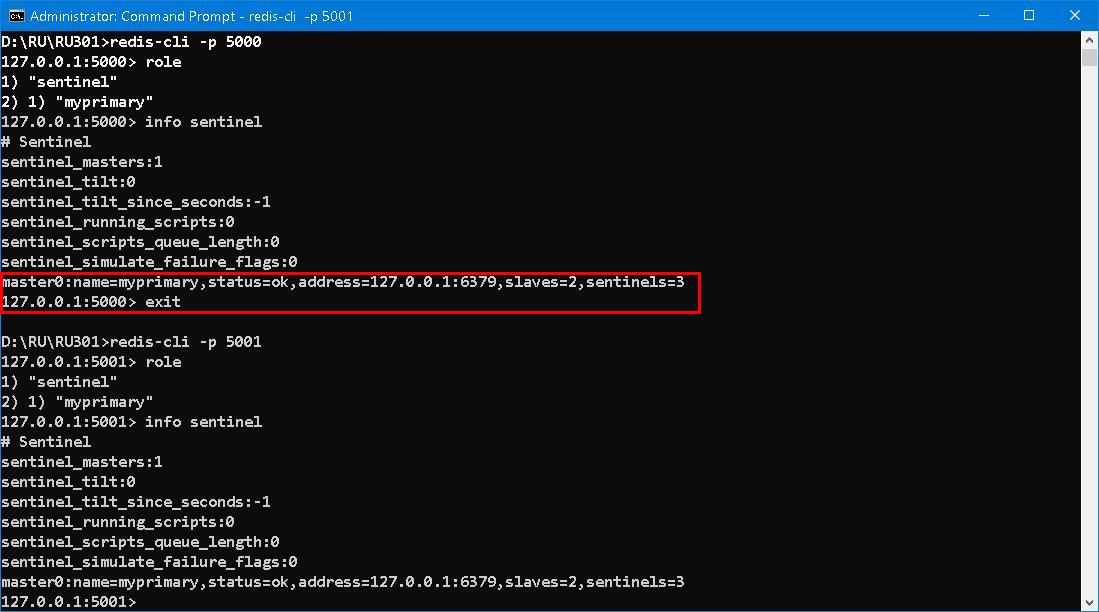 Administrator: Command Prompt - redis-cli  -p 5001
D:\RU\RU301>redis-cli -p 5000
127.0.0.1:5000> role
1) "sentinel"
2) 1) "myprimary"
127.0.0.1:5000> info sentinel
# Sentinel
sentinel_masters:1
sentinel_tilt:0
sentinel_tilt_since_seconds:-1
sentinel_running_scripts:0
sentinel_scripts_queue_length:0
sentinel_simulate_failure_flags:0
master0:name=myprimary,status=ok,address=127.0.0.1:6379,slaves=2,sentinels=3
127.0.0.1:5000> exit
D:\RU\RU301>redis-cli -p 5001
127.0.0.1:5001> role
1) "sentinel"
2) 1) "myprimary"
127.0.0.1:5001> info sentinel
# Sentinel
sentinel_masters:1
sentinel_tilt:0
sentinel_tilt_since_seconds:-1
sentinel_running_scripts:0
sentinel_scripts_queue_length:0
sentinel_simulate_failure_flags:0
master0:name=myprimary,status=ok,address=127.0.0.1:6379,slaves=2,sentinels=3
127.0.0.1:5001>